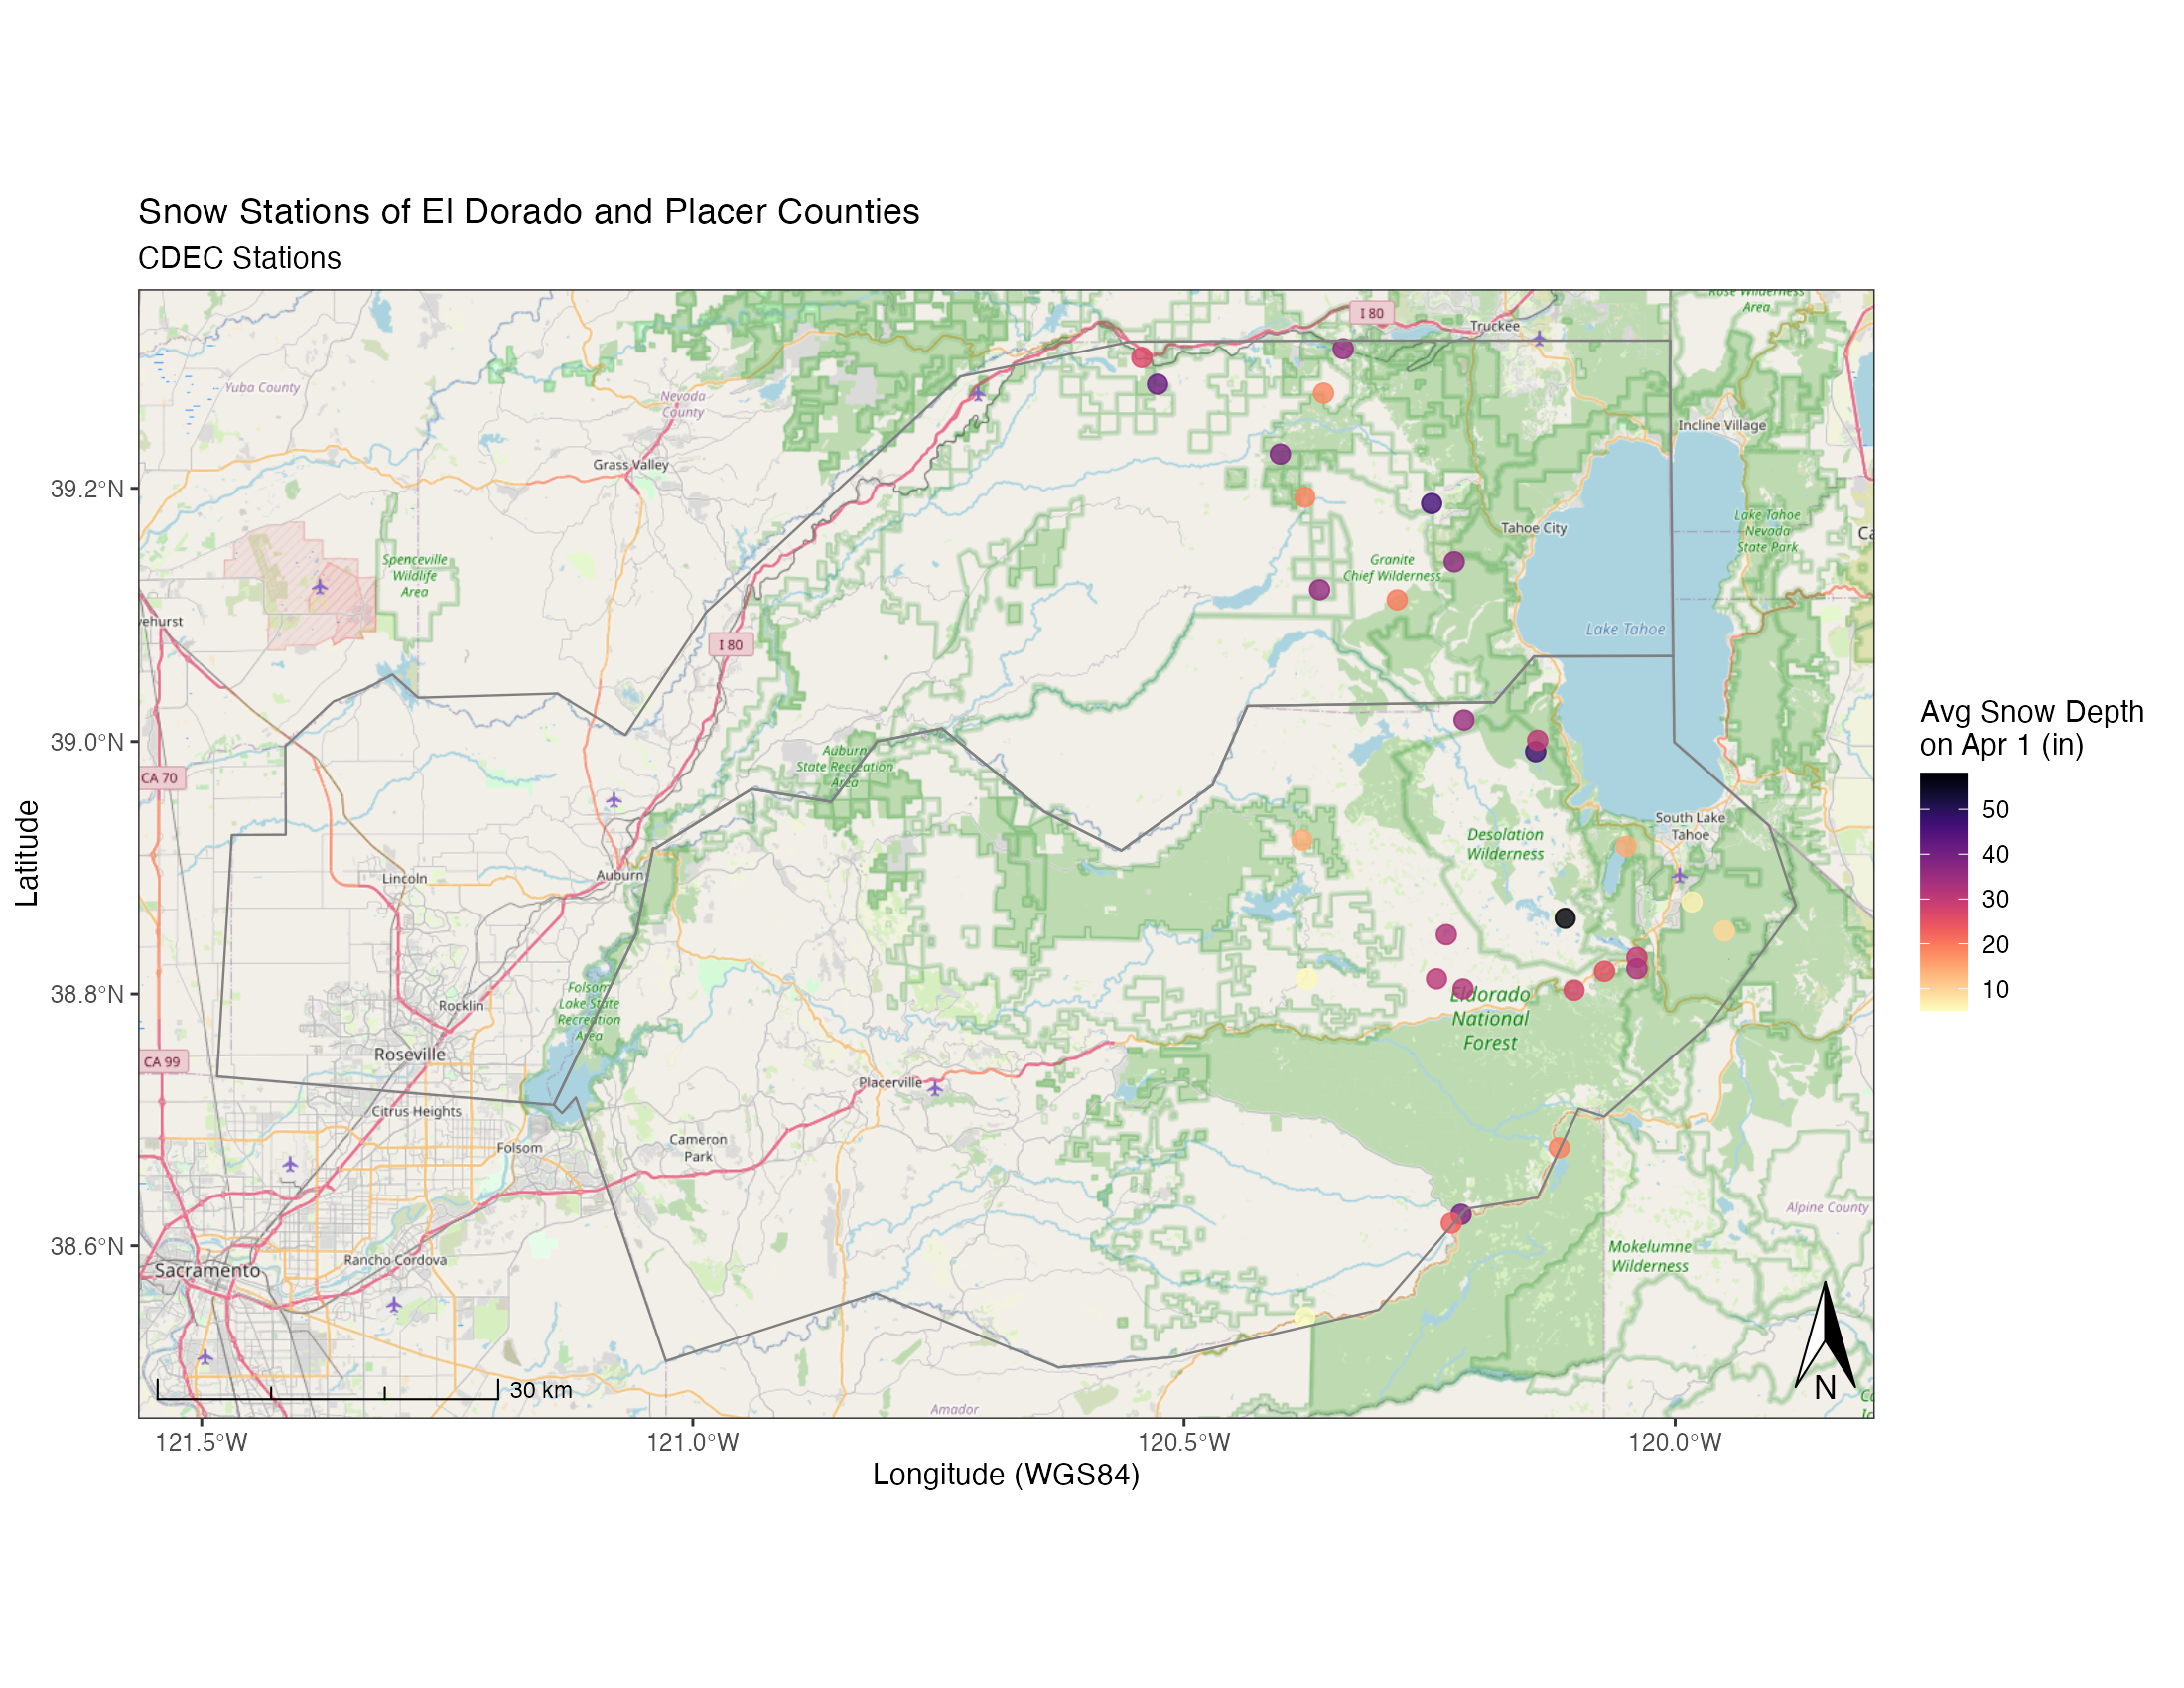 Snow Stations of El Dorado and Placer Counties
CDEC Stations
Rose Wilderness
Area
I 80
Truckee
Yuba County
Nevada
County
Incline Village
Grass Valley
39.2°N
Lake Tahoe
Nevada
State Park
Tahoe City
Ca
Spenceville
Wildlife
Area
Granite
Chief Wilderness
vehurst
Lake Tahoe
I 80
Avg Snow Depth
on Apr 1 (in)
39.0°N
Auburn
State Recreation
Area
CA 70
50
South Lake
Tahoe
Desolation
Wilderness
40
Latitude
Lincoln
Auburn
30
20
38.8°N
Folsom
Lake State
Recreation
Area
Eldorado
National
Forest
10
Rocklin
Roseville
CA 99
Placerville
Citrus Heights
Cameron
Park
Folsom
Alpine County
38.6°N
Mokelumne
Wilderness
Rancho Cordova
Sacramento
30 km
N
Amador
121.5°W
121.0°W
120.5°W
120.0°W
Longitude (WGS84)